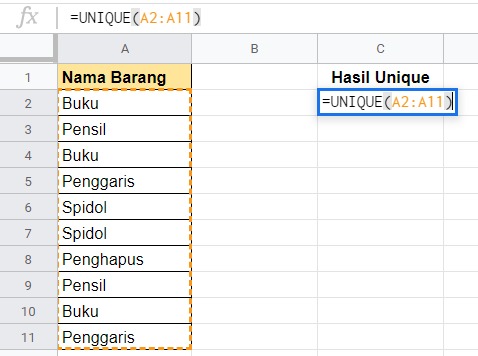 fx =UNIQUE(A2:A11)
A B C
1 Nama Barang Hasil Unique
2 Buku =UNIQUE(A2:A11)
3 Pensil
4 Buku
5 Penggaris
6 Spidol
7 Spidol
8 Penghapus
9 Pensil
10 Buku
11 Penggaris